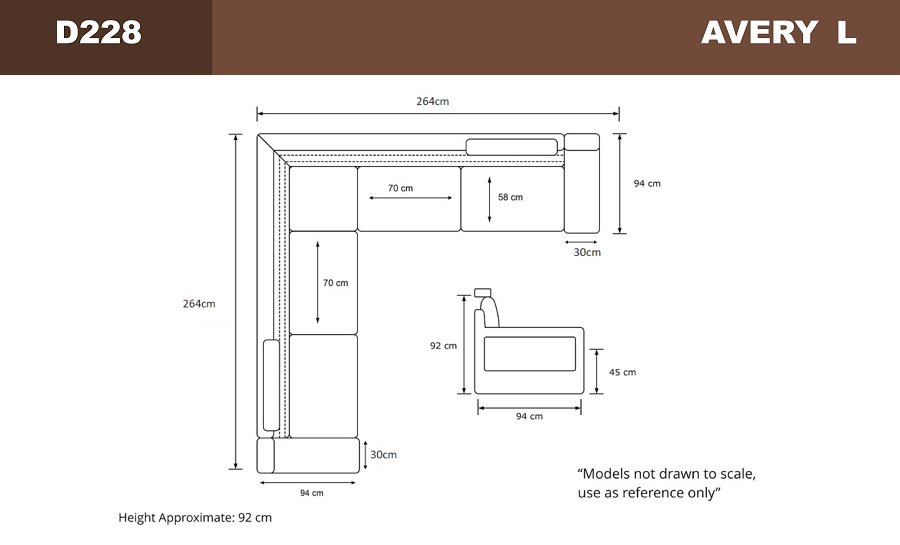 D228
AVERY L
264cm
94 cm
70 cm
58 cm
30cm
70 cm
264cm
92 cm
45 cm
94 cm
30cm
94 cm
“Models not drawn to scale,
use as reference only”
Height Approximate: 92 cm